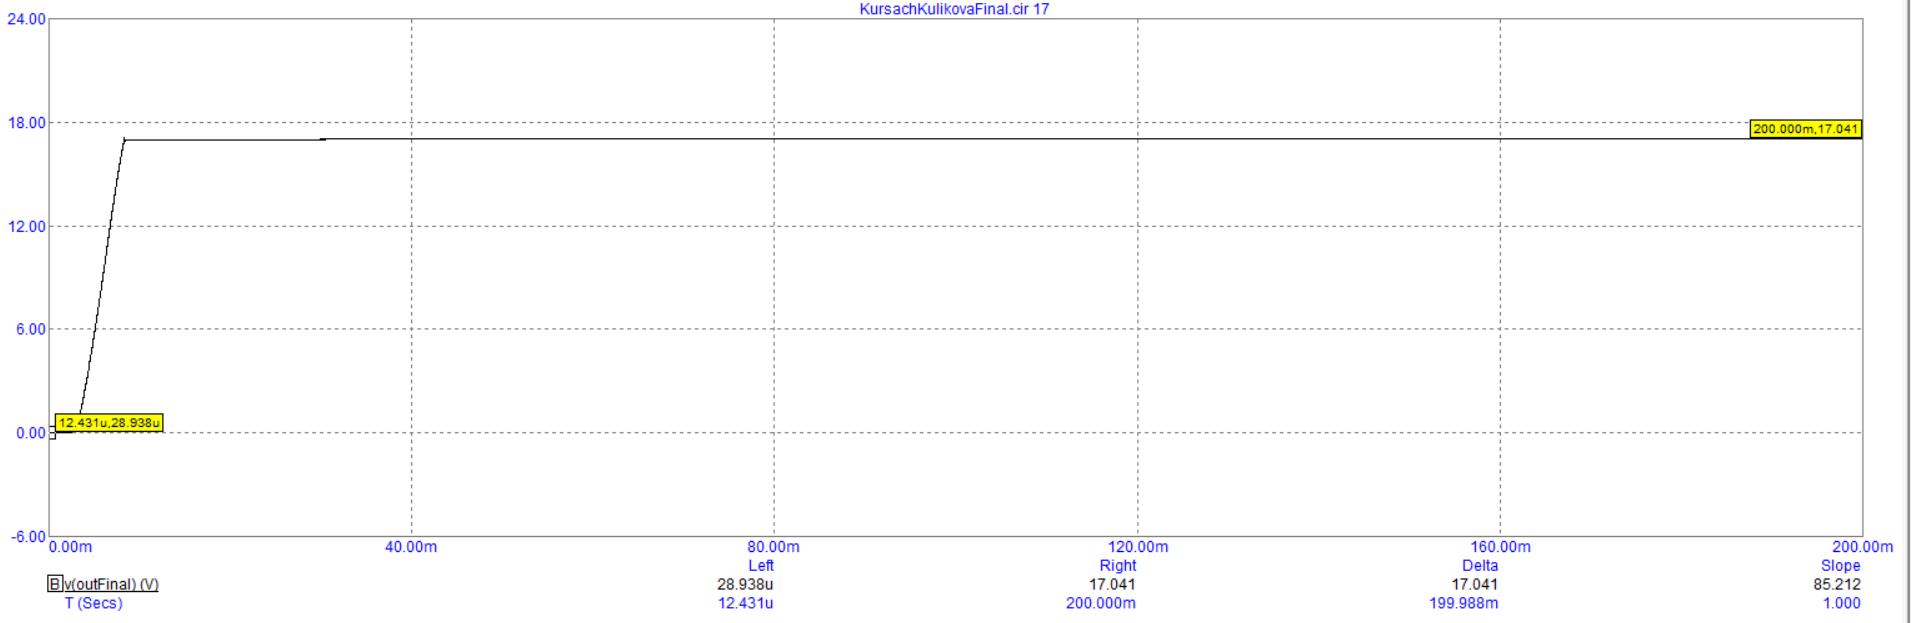 KursachKulikovaFinal.cir 17
24.00
18.00
200.000m,17.041
12.00
6.00
12.431u,28.938u
0.00
-6.00
0.00m 40.00m 80.00m 120.00m 160.00m 200.00m
Left Right Delta Slope
B v(outFinal) (V) 28.938u 17.041 17.041 85.212
T (Secs) 12.431u 200.000m 199.988m 1.000